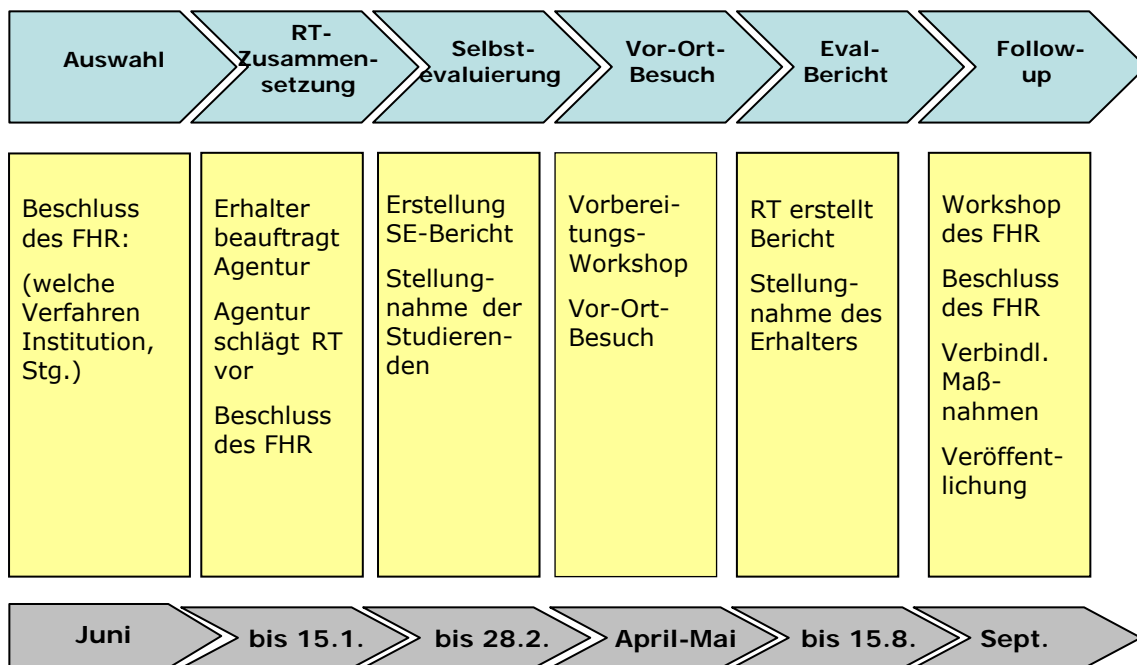 Auswahl
RT-
Zusammen-
setzung
Selbst-
evaluierung
Vor-Ort-
Besuch
Eval-
Bericht
Follow-
up
Beschluss
des FHR:
(welche
Verfahren
Institution,
Stg.)
Erhalter
beauftragt
Agentur
Agentur
schlägt RT
vor
Beschluss
des FHR
Erstellung
SE-Bericht
Stellung-
nahme der
Studieren-
den
Vorberei-
tungs-
Workshop
Vor-Ort-
Besuch
RT erstellt
Bericht
Stellung-
nahme des
Erhalters
Workshop
des FHR
Beschluss
des FHR
Verbindl.
Maß-
nahmen
Veröffent-
lichung
Juni
bis 15.1.
bis 28.2.
April-Mai
bis 15.8.
Sept.